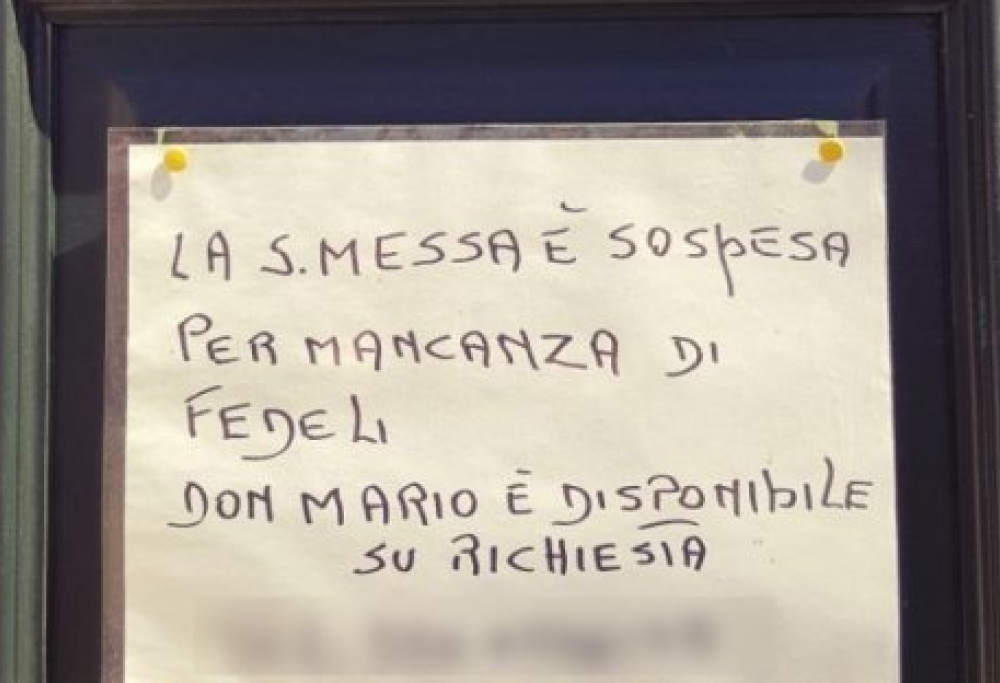 LA S. MESSA È SOSPESA
PER MANCANZA DI
FEDELI
DON MARIO È DISPONIBILE
SU RICHIESTA